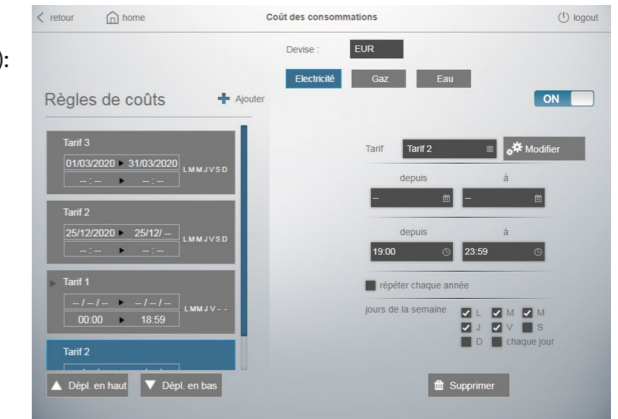 ):
retour home Coût des consommations logout
Devise : EUR
Electricité Gaz Eau
Règles de coûts Ajouter
ON
Tarif 3
01/03/2020 ▸ 31/03/2020
LMMJVSD
-- : -- ▸ -- : --
Tarif 2
25/12/2020 ▸ 25/12/ --
LMMJVSD
-- : -- ▸ -- : --
Tarif 1
-- / -- / -- ▸ -- / -- / --
LMMJV--
00:00 ▸ 18:59
Tarif 2
Dépl. en haut Dépl. en bas
Tarif Tarif 2 Modifier
depuis à
-- --
depuis à
19:00 23:59
répéter chaque année
jours de la semaine L M M
J V S
D chaque jour
Supprimer